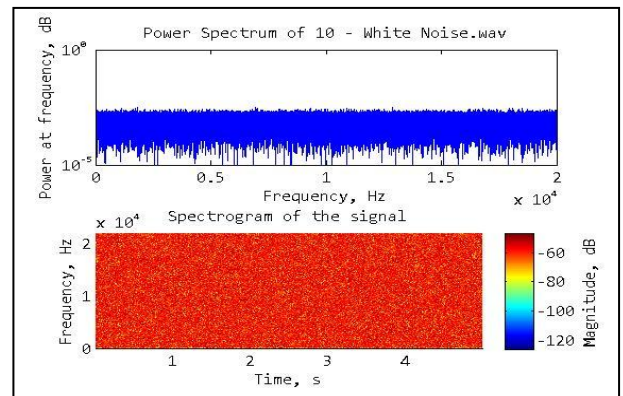 Power Spectrum of 10 - White Noise.wav
Power at frequency, dB
10^0
10^-5
0 0.5 1 1.5 2
Frequency, Hz
x 10^4
x 10^4
Spectrogram of the signal
Frequency, Hz
2
1
0
1 2 3 4
Time, s
-60
-80
-100
-120
Magnitude, dB